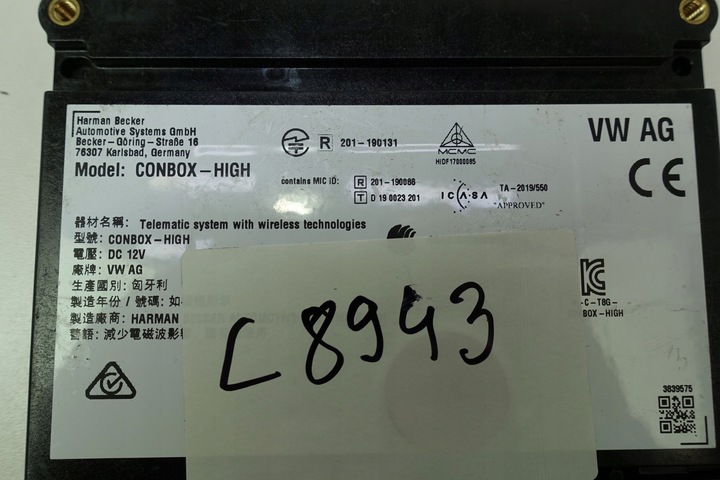 Harman Becker
Automotive Systems GmbH
Becker-Göring-Straße 16
76307 Karlsbad, Germany
Model: CONBOX-HIGH
R 201-190131
MCMC
HIDF17000085
VW AG
CE
contains MIC ID: R 201-190086
T D 19 0023 201
ICASA TA-2019/550
"APPROVED"
器材名稱: Telematic system with wireless technologies
型號: CONBOX-HIGH
電壓: DC 12V
廠牌: VW AG
生產國別: 匈牙利
製造年份 / 號碼: 如
製造廠商: HARMAN
警語: 減少電磁波影
-C-T8G-
BOX-HIGH
L 8943
3839575